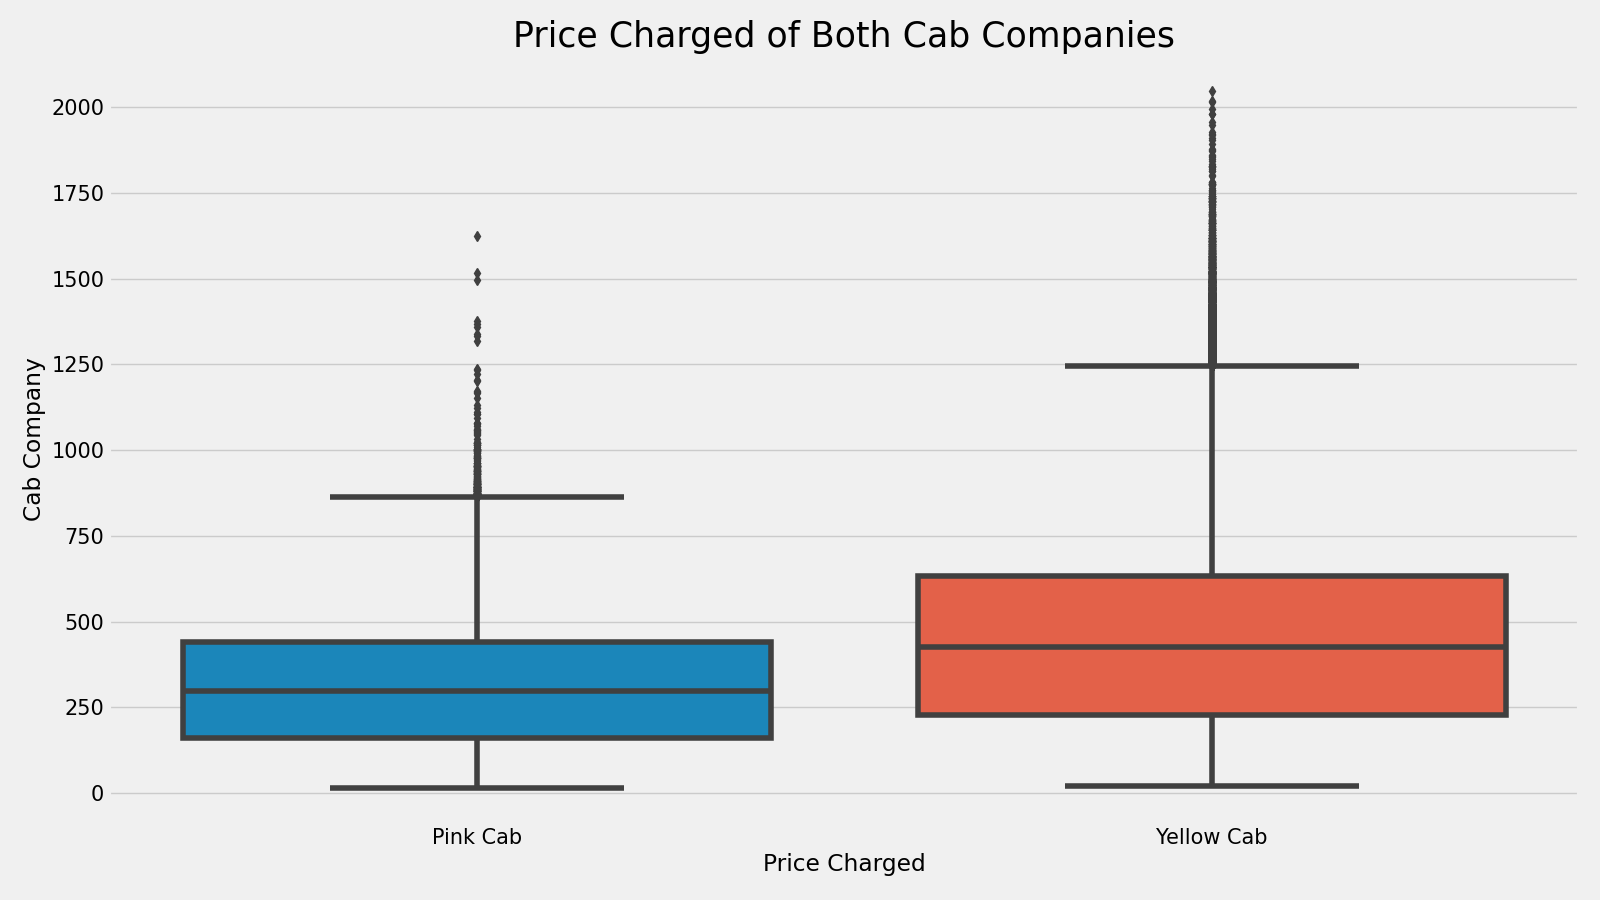 Price Charged of Both Cab Companies
2000
1750
1500
1250
1000
750
500
250
0
Cab Company
Pink Cab
Yellow Cab
Price Charged